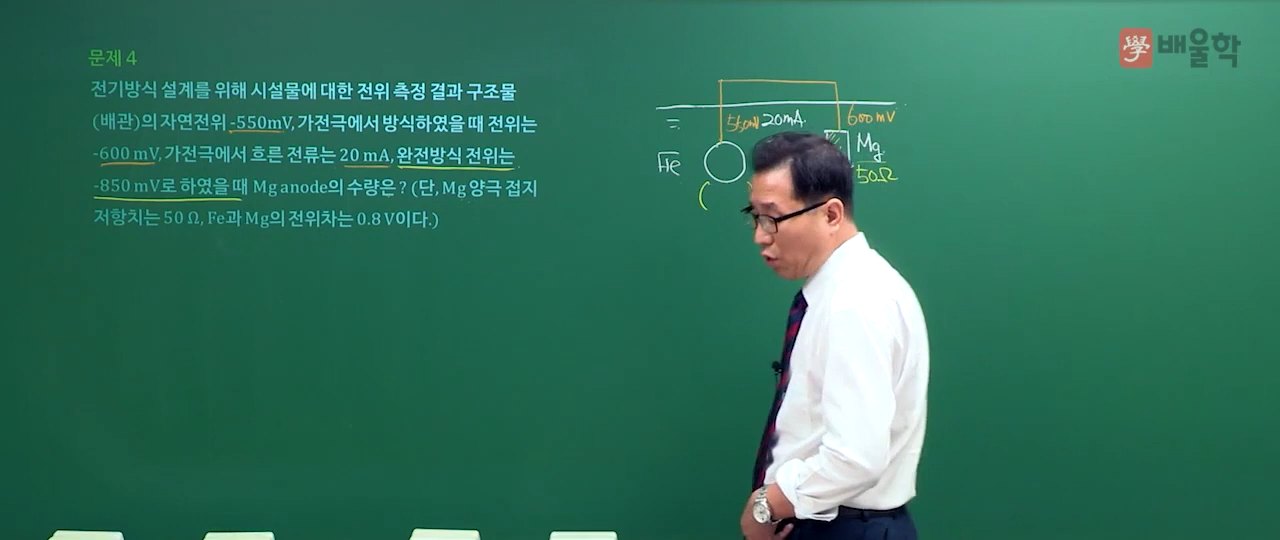 문제 4
전기방식 설계를 위해 시설물에 대한 전위 측정 결과 구조물
(배관)의 자연전위 -550mV, 가전극에서 방식하였을 때 전위는
-600 mV, 가전극에서 흐른 전류는 20 mA, 완전방식 전위는
-850 mV로 하였을 때 Mg anode의 수량은? (단, Mg 양극 접지
저항치는 50 Ω, Fe과 Mg의 전위차는 0.8 V이다.)
學 배울학
550mV 20mA 600mV
Fe
Mg
50Ω
(